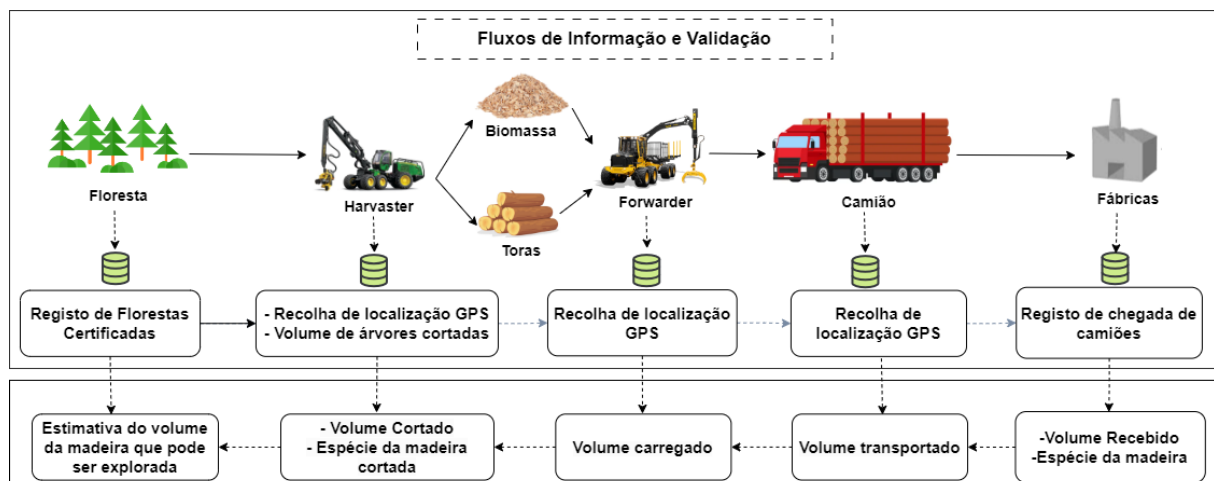 Fluxos de Informação e Validação
Biomassa
Floresta
Harvaster
Toras
Forwarder
Camião
Fábricas
Registo de Florestas
Certificadas
- Recolha de localização GPS
- Volume de árvores cortadas
Recolha de localização
GPS
Recolha de
localização GPS
Registo de chegada de
camiões
Estimativa do volume
da madeira que pode
ser explorada
- Volume Cortado
- Espécie da madeira
cortada
Volume carregado
Volume transportado
-Volume Recebido
-Espécie da madeira